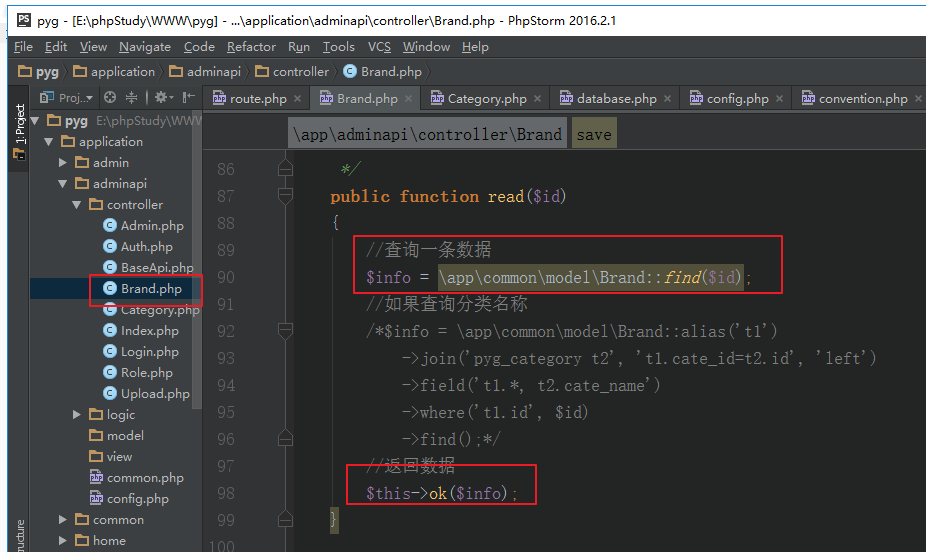 PS pyg - [E:\phpStudy\WWW\pyg] - ...\application\adminapi\controller\Brand.php - PhpStorm 2016.2.1
File Edit View Navigate Code Refactor Run Tools VCS Window Help
pyg application adminapi controller Brand.php
1: Project
Proj... route.php Brand.php Category.php database.php config.php convention.php
pyg E:\phpStudy\WWW
application
admin
adminapi
controller
Admin.php
Auth.php
BaseApi.php
Brand.php
Category.php
Index.php
Login.php
Role.php
Upload.php
logic
model
view
common.php
config.php
common
home
\app\adminapi\controller\Brand save
86 */
87 public function read($id)
88 {
89 //查询一条数据
90 $info = \app\common\model\Brand::find($id);
91 //如果查询分类名称
92 /*$info = \app\common\model\Brand::alias('t1')
93 ->join('pyg_category t2', 't1.cate_id=t2.id', 'left')
94 ->field('t1.*, t2.cate_name')
95 ->where('t1.id', $id)
96 ->find();*/
97 //返回数据
98 $this->ok($info);
99 }
100